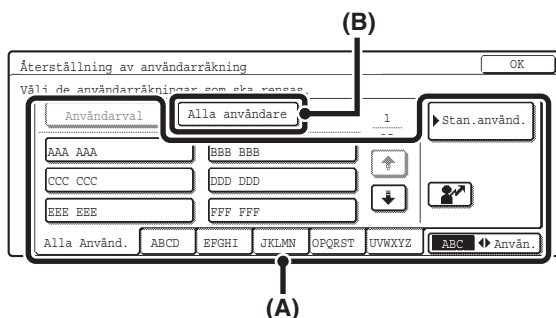 (B)
Återställning av användarräkning OK
Välj de användarräkningar som ska rensas.
Användarval Alla användare 1 Stan.använd.
AAA AAA BBB BBB
CCC CCC DDD DDD
EEE EEE FFF FFF
Alla Använd. ABCD EFGHI JKLMN OPQRST UVWXYZ ABC Använ.
(A)